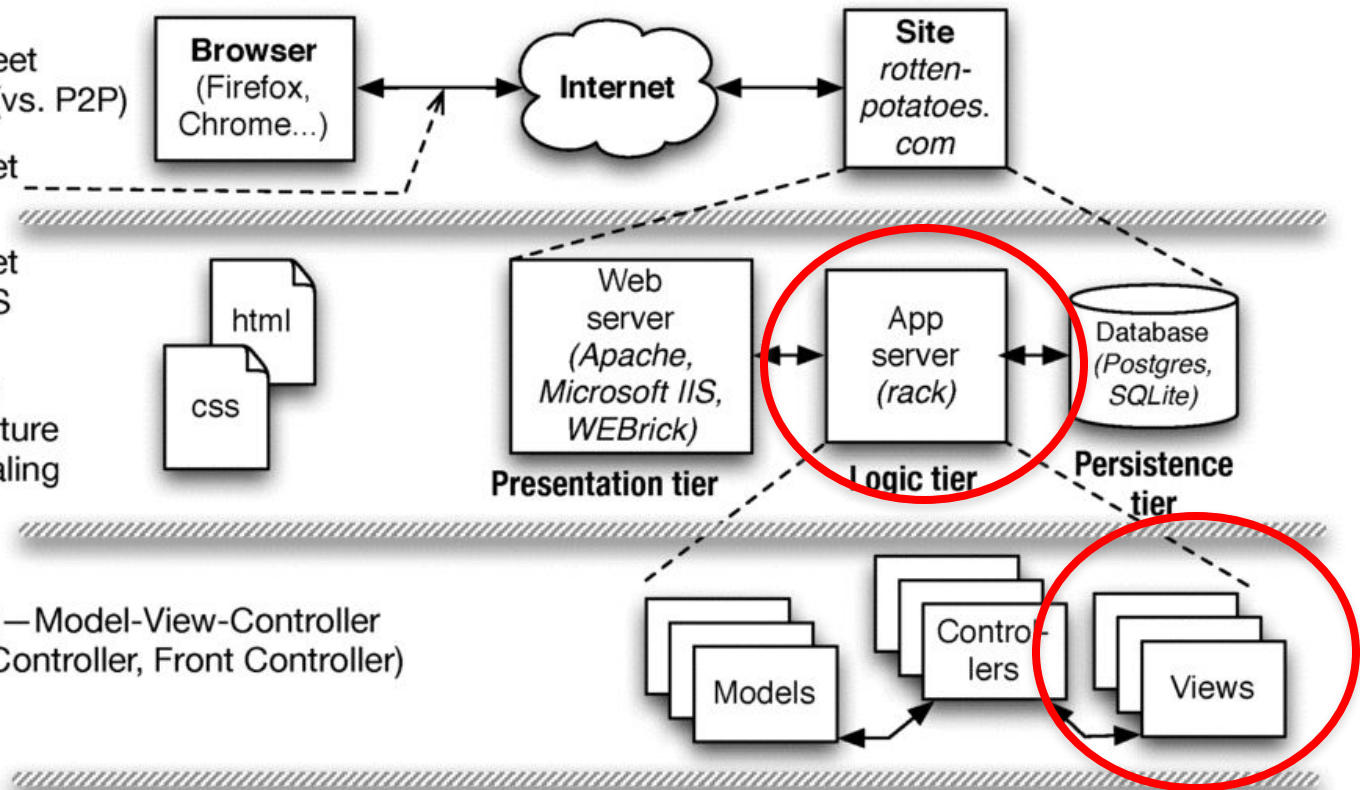 eet
(vs. P2P)
et
Browser
(Firefox,
Chrome...)
Internet
Site
rotten-
potatoes.
com
et
S
ture
aling
html
css
Web
server
(Apache,
Microsoft IIS,
WEBrick)
Presentation tier
App
server
(rack)
Logic tier
Database
(Postgres,
SQLite)
Persistence
tier
—Model-View-Controller
Controller, Front Controller)
Models
Control-
lers
Views